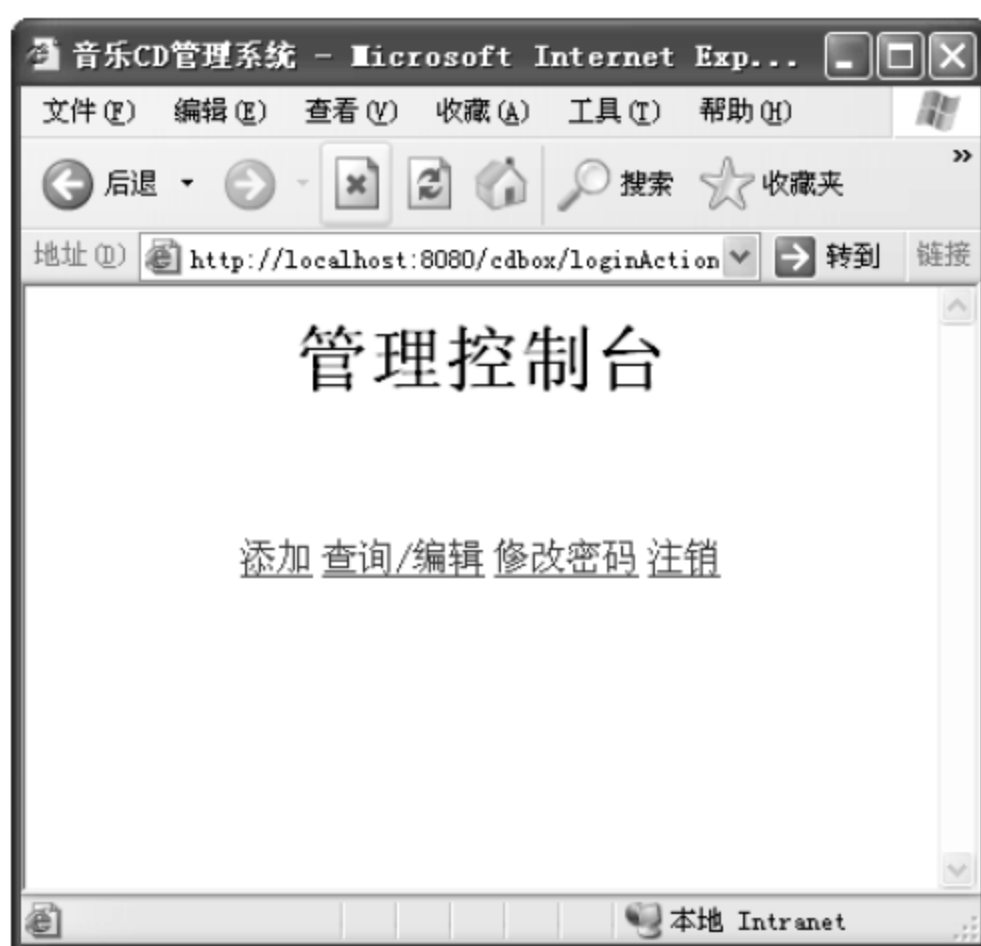 音乐CD管理系统 - Microsoft Internet Exp...
文件(F) 编辑(E) 查看(V) 收藏(A) 工具(T) 帮助(H)
后退 搜索 收藏夹 »
地址(D) http://localhost:8080/cdbox/loginAction 转到 链接
管理控制台
添加 查询/编辑 修改密码 注销
本地 Intranet